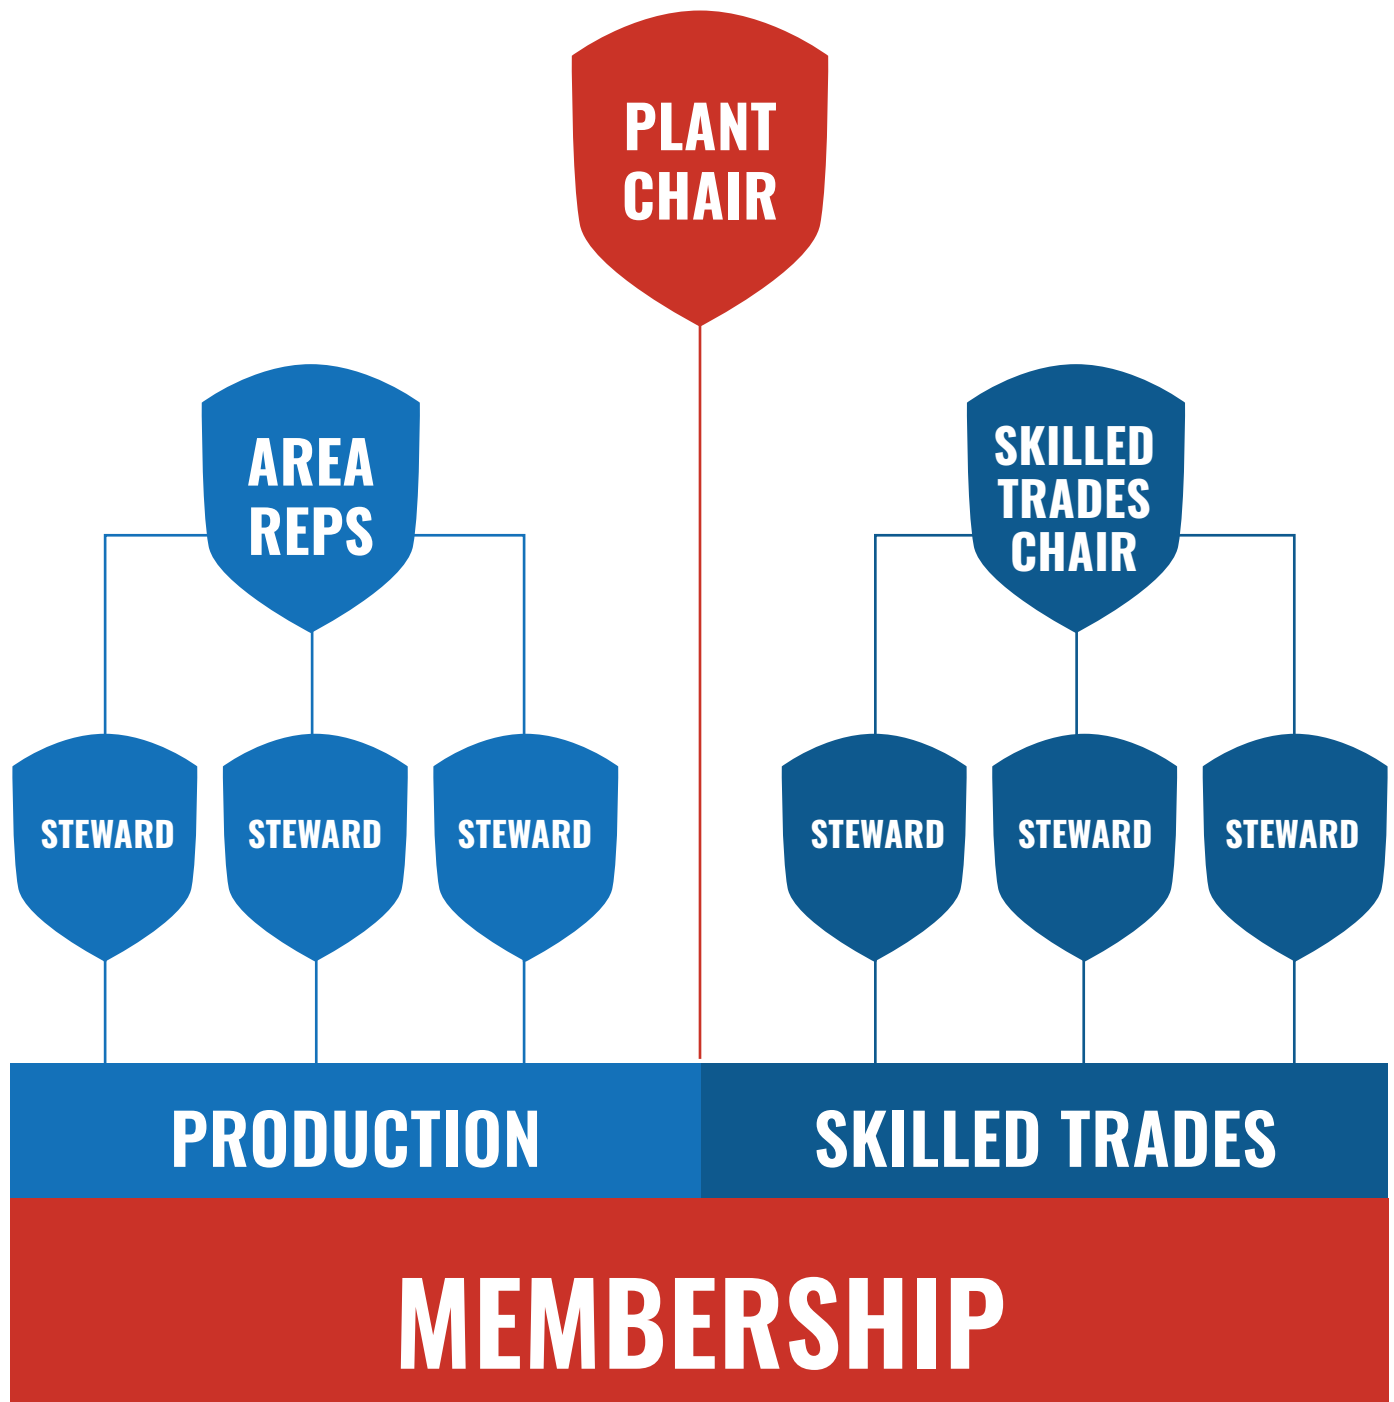 PLANT
CHAIR
AREA
REPS
SKILLED
TRADES
CHAIR
STEWARD
STEWARD
STEWARD
STEWARD
STEWARD
STEWARD
PRODUCTION
SKILLED TRADES
MEMBERSHIP